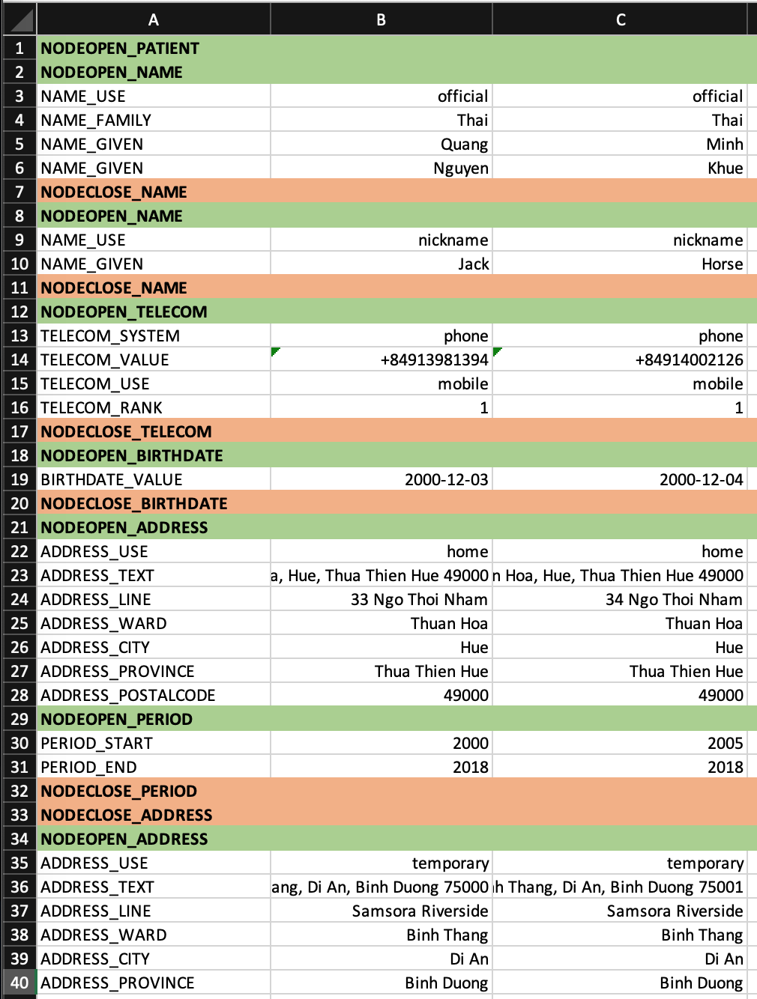 A B C
1 NODEOPEN_PATIENT
2 NODEOPEN_NAME
3 NAME_USE official official
4 NAME_FAMILY Thai Thai
5 NAME_GIVEN Quang Minh
6 NAME_GIVEN Nguyen Khue
7 NODECLOSE_NAME
8 NODEOPEN_NAME
9 NAME_USE nickname nickname
10 NAME_GIVEN Jack Horse
11 NODECLOSE_NAME
12 NODEOPEN_TELECOM
13 TELECOM_SYSTEM phone phone
14 TELECOM_VALUE +84913981394 +84914002126
15 TELECOM_USE mobile mobile
16 TELECOM_RANK 1 1
17 NODECLOSE_TELECOM
18 NODEOPEN_BIRTHDATE
19 BIRTHDATE_VALUE 2000-12-03 2000-12-04
20 NODECLOSE_BIRTHDATE
21 NODEOPEN_ADDRESS
22 ADDRESS_USE home home
23 ADDRESS_TEXT a, Hue, Thua Thien Hue 49000 n Hoa, Hue, Thua Thien Hue 49000
24 ADDRESS_LINE 33 Ngo Thoi Nham 34 Ngo Thoi Nham
25 ADDRESS_WARD Thuan Hoa Thuan Hoa
26 ADDRESS_CITY Hue Hue
27 ADDRESS_PROVINCE Thua Thien Hue Thua Thien Hue
28 ADDRESS_POSTALCODE 49000 49000
29 NODEOPEN_PERIOD
30 PERIOD_START 2000 2005
31 PERIOD_END 2018 2018
32 NODECLOSE_PERIOD
33 NODECLOSE_ADDRESS
34 NODEOPEN_ADDRESS
35 ADDRESS_USE temporary temporary
36 ADDRESS_TEXT ang, Di An, Binh Duong 75000 h Thang, Di An, Binh Duong 75001
37 ADDRESS_LINE Samsora Riverside Samsora Riverside
38 ADDRESS_WARD Binh Thang Binh Thang
39 ADDRESS_CITY Di An Di An
40 ADDRESS_PROVINCE Binh Duong Binh Duong